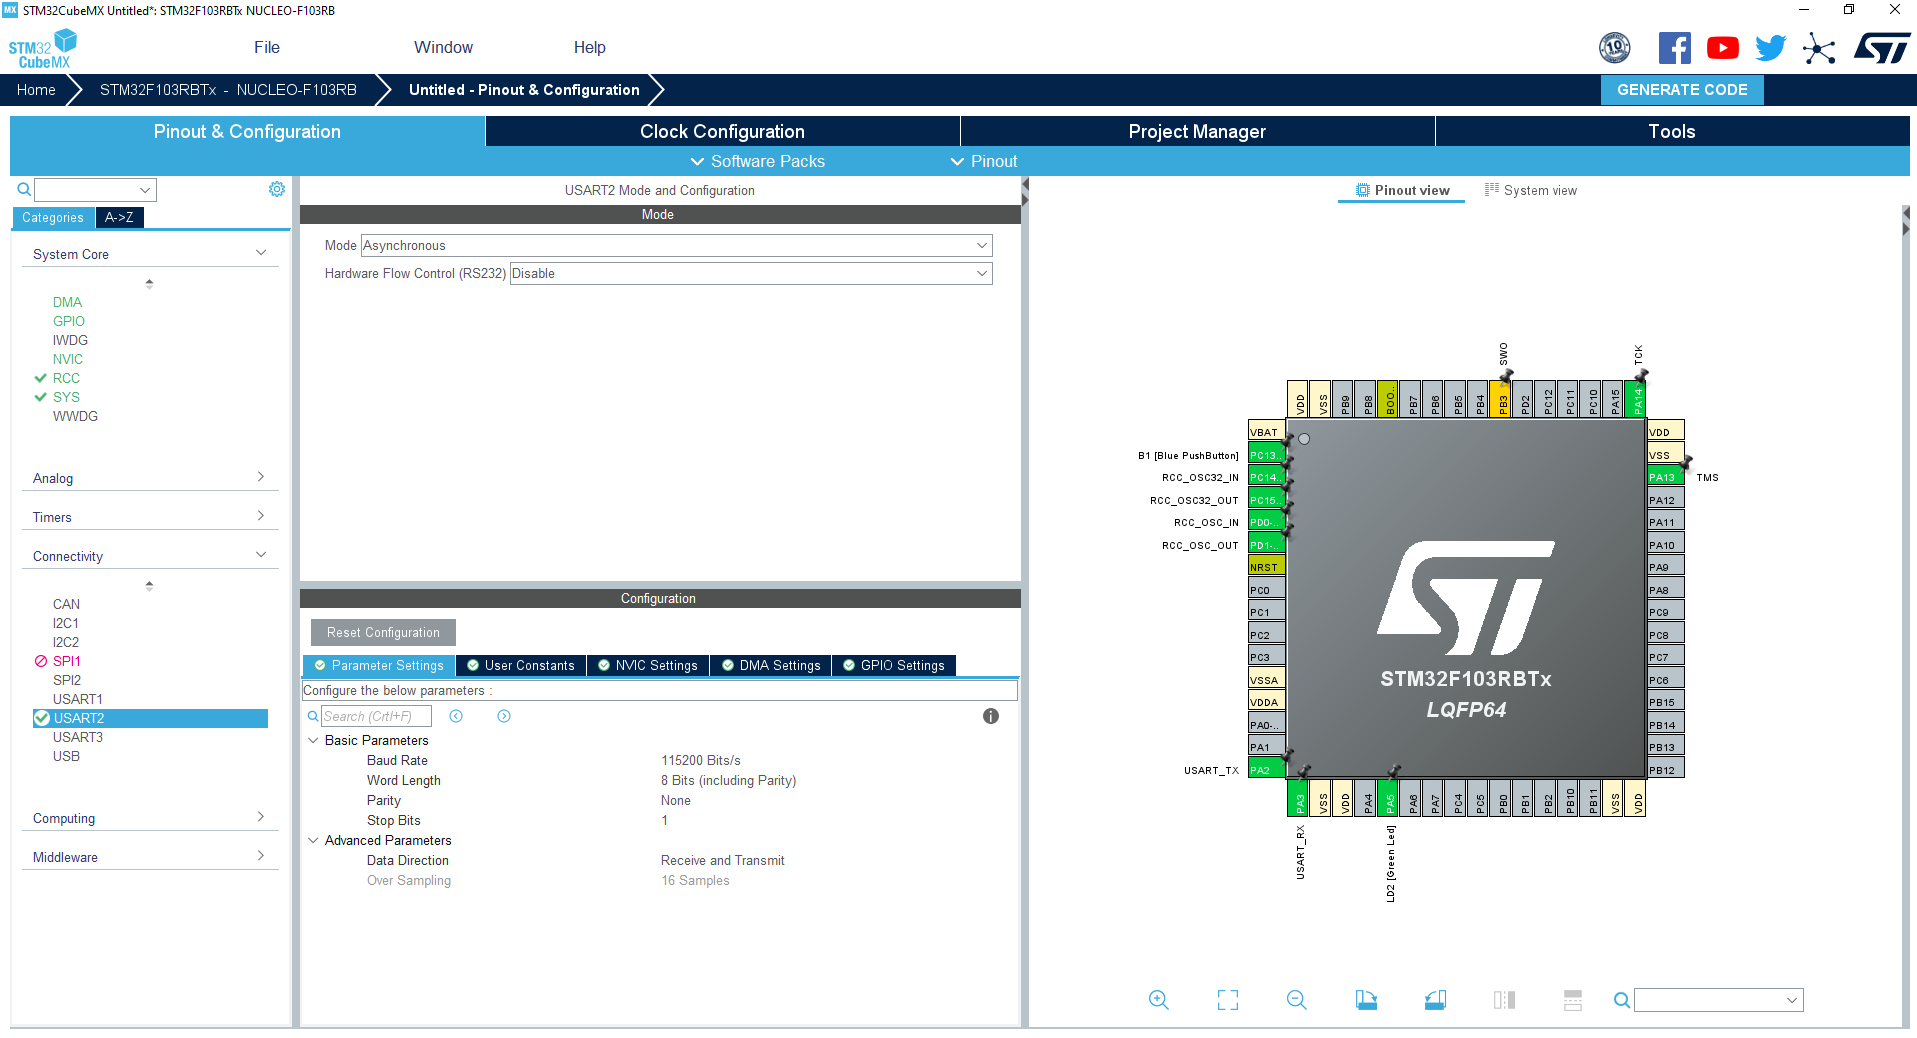 MX STM32CubeMX Untitled*: STM32F103RBTx NUCLEO-F103RB
STM32 CubeMX
File
Window
Help
10
Home
STM32F103RBTx - NUCLEO-F103RB
Untitled - Pinout & Configuration
GENERATE CODE
Pinout & Configuration
Clock Configuration
Project Manager
Tools
Software Packs
Pinout
Categories
A->Z
System Core
DMA
GPIO
IWDG
NVIC
RCC
SYS
WWDG
Analog
Timers
Connectivity
CAN
I2C1
I2C2
SPI1
SPI2
USART1
USART2
USART3
USB
Computing
Middleware
USART2 Mode and Configuration
Mode
Mode Asynchronous
Hardware Flow Control (RS232) Disable
Configuration
Reset Configuration
Parameter Settings
User Constants
NVIC Settings
DMA Settings
GPIO Settings
Configure the below parameters :
Search (Crtl+F)
Basic Parameters
Baud Rate 115200 Bits/s
Word Length 8 Bits (including Parity)
Parity None
Stop Bits 1
Advanced Parameters
Data Direction Receive and Transmit
Over Sampling 16 Samples
Pinout view
System view
SWO
TCK
VDD
VSS
PB9
PB8
BOO..
PB7
PB6
PB5
PB4
PB3
PD2
PC12
PC11
PC10
PA15
PA14
VBAT
B1 [Blue PushButton] PC13..
RCC_OSC32_IN PC14..
RCC_OSC32_OUT PC15..
RCC_OSC_IN PD0-..
RCC_OSC_OUT PD1-..
NRST
PC0
PC1
PC2
PC3
VSSA
VDDA
PA0-..
PA1
USART_TX PA2
VDD
VSS
PA13 TMS
PA12
PA11
PA10
PA9
PA8
PC9
PC8
PC7
PC6
PB15
PB14
PB13
PB12
ST
STM32F103RBTx
LQFP64
PA3
VSS
VDD
PA4
PA5
PA6
PA7
PC4
PC5
PB0
PB1
PB2
PB10
PB11
VSS
VDD
USART_RX
LD2 [Green Led]